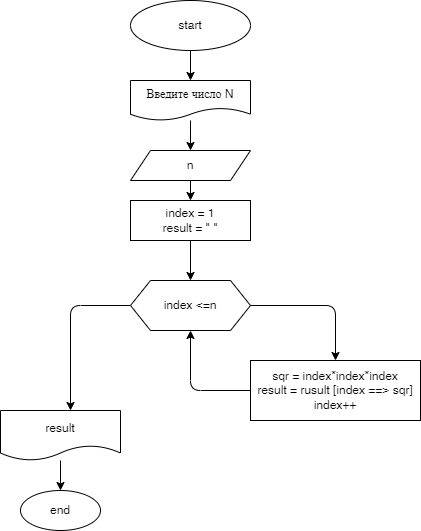 start
Введите число N
n
index = 1
result = " "
index <=n
sqr = index*index*index
result = rusult [index ==> sqr]
index++
result
end